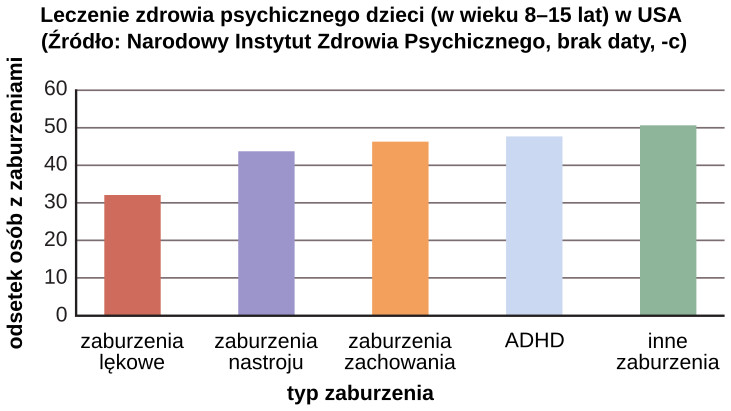 Leczenie zdrowia psychicznego dzieci (w wieku 8–15 lat) w USA
(Źródło: Narodowy Instytut Zdrowia Psychicznego, brak daty, -c)
odsetek osób z zaburzeniami
60
50
40
30
20
10
0
zaburzenia
lękowe
zaburzenia
nastroju
zaburzenia
zachowania
ADHD
inne
zaburzenia
typ zaburzenia